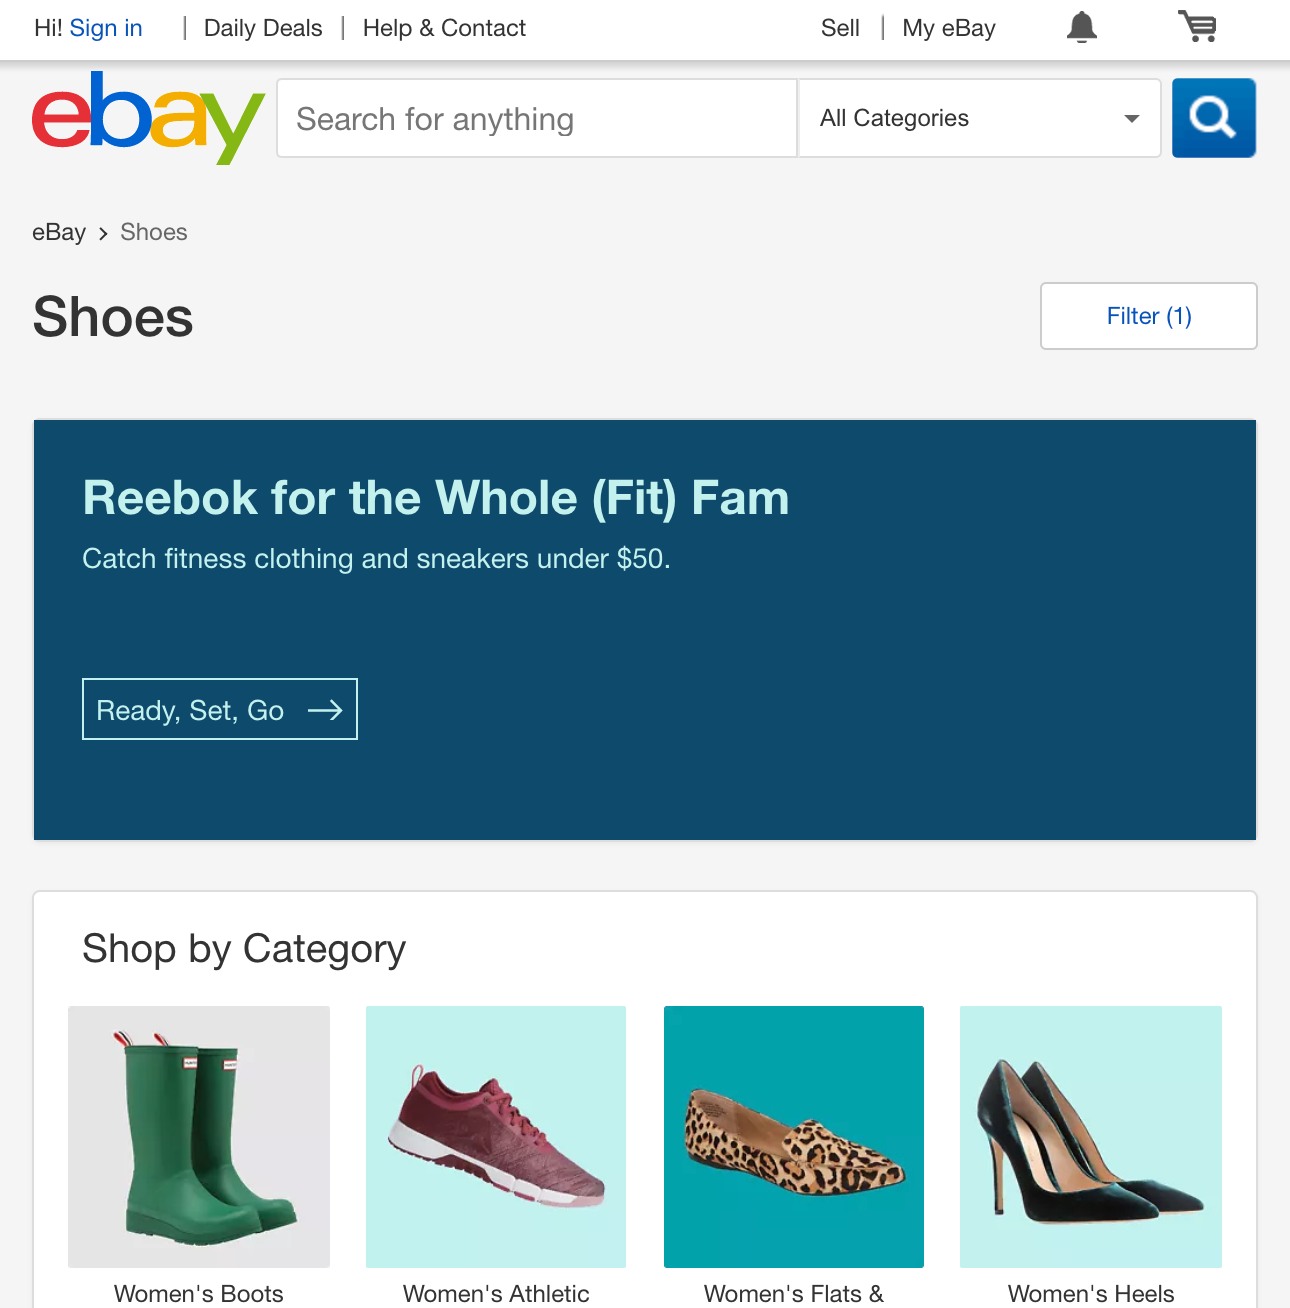 Hi! Sign in | Daily Deals | Help & Contact Sell | My eBay
ebay Search for anything All Categories
eBay > Shoes
Shoes Filter (1)
Reebok for the Whole (Fit) Fam
Catch fitness clothing and sneakers under $50.
Ready, Set, Go →
Shop by Category
Women's Boots Women's Athletic Women's Flats & Women's Heels